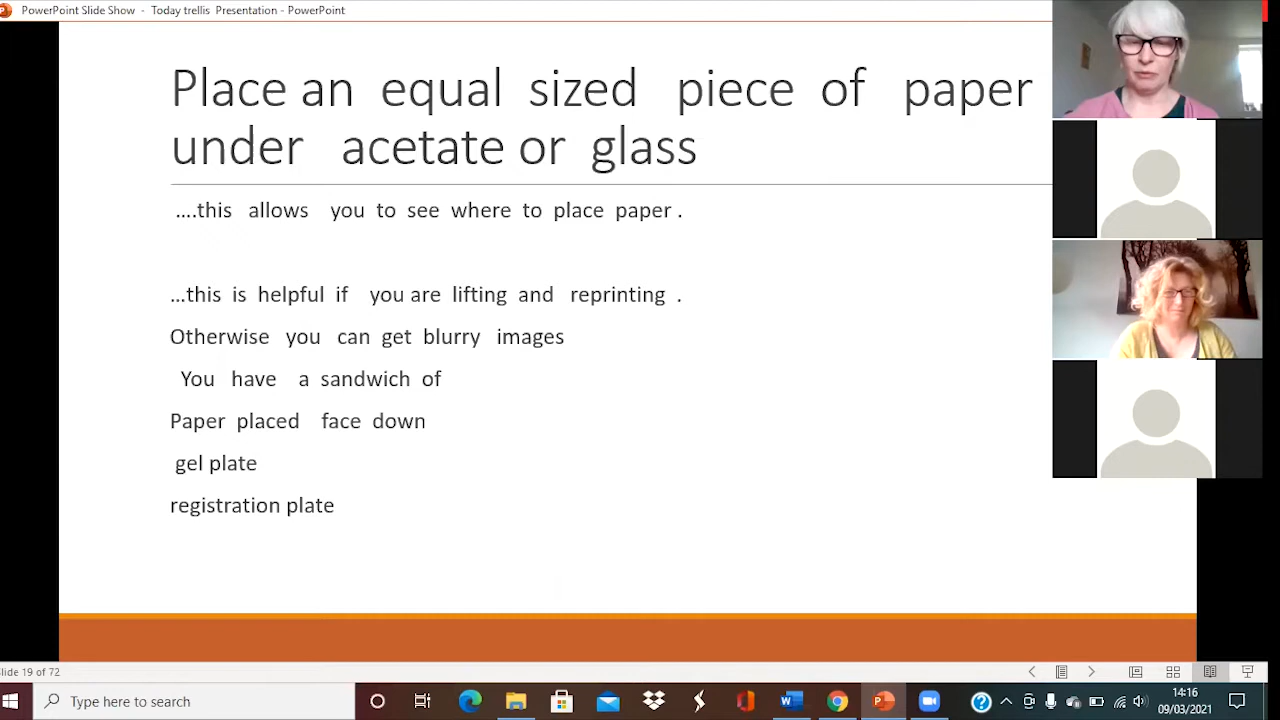 PowerPoint Slide Show - Today trellis Presentation - PowerPoint
Place an equal sized piece of paper
under acetate or glass
....this allows you to see where to place paper .
...this is helpful if you are lifting and reprinting .
Otherwise you can get blurry images
You have a sandwich of
Paper placed face down
gel plate
registration plate
Slide 19 of 72
Type here to search
14:16
09/03/2021